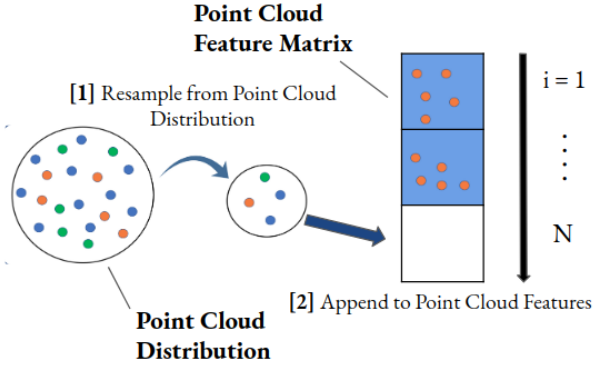 Point Cloud
Feature Matrix
[1] Resample from Point Cloud
Distribution
i = 1
N
[2] Append to Point Cloud Features
Point Cloud
Distribution